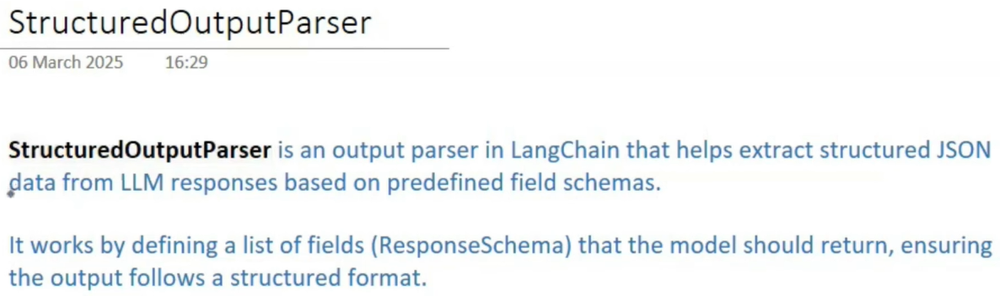 StructuredOutputParser
06 March 2025 16:29
StructuredOutputParser is an output parser in LangChain that helps extract structured JSON
data from LLM responses based on predefined field schemas.
It works by defining a list of fields (ResponseSchema) that the model should return, ensuring
the output follows a structured format.